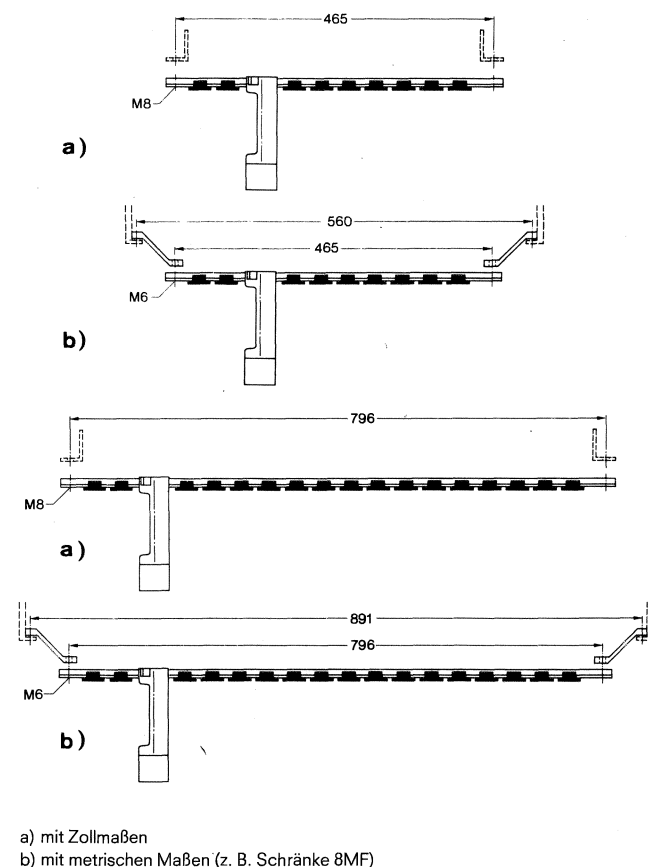 465
M8
a)
560
465
M6
b)
796
M8
a)
891
796
M6
b)
a) mit Zollmaßen
b) mit metrischen Maßen (z. B. Schränke 8MF)